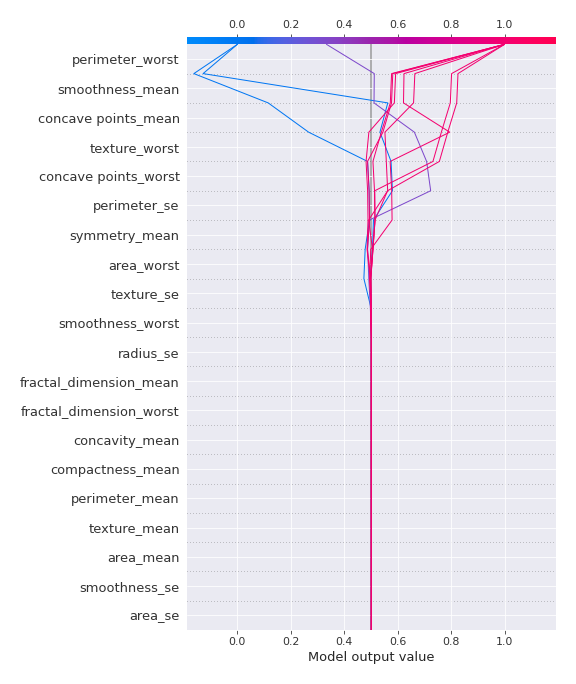 0.0 0.2 0.4 0.6 0.8 1.0
perimeter_worst
smoothness_mean
concave points_mean
texture_worst
concave points_worst
perimeter_se
symmetry_mean
area_worst
texture_se
smoothness_worst
radius_se
fractal_dimension_mean
fractal_dimension_worst
concavity_mean
compactness_mean
perimeter_mean
texture_mean
area_mean
smoothness_se
area_se
0.0 0.2 0.4 0.6 0.8 1.0
Model output value